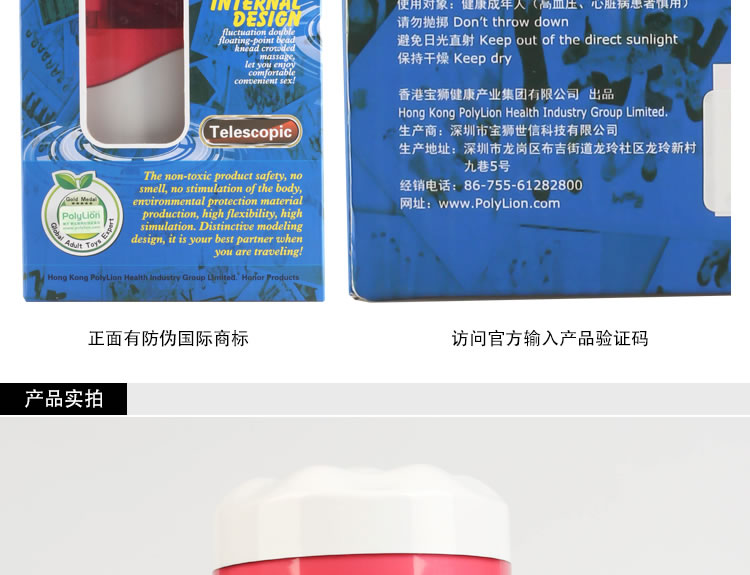 INTERNAL
DESIGN
fluctuation double
floating-point bead
knead crowded
massage,
let you enjoy
comfortable
convenient sex!
Telescopic
The non-toxic product safety, no
smell, no stimulation of the body,
environmental protection material
production, high flexibility, high
simulation. Distinctive modeling
design, it is your best partner when
you are traveling!
Gold Medal
PolyLion
Global Adult Toys Expert
Hong Kong PolyLion Health Industry Group Limited. Honor Products
使用对象：健康成年人（高血压、心脏病患者慎用）
请勿抛掷 Don't throw down
避免日光直射 Keep out of the direct sunlight
保持干燥 Keep dry
香港宝狮健康产业集团有限公司 出品
Hong Kong PolyLion Health Industry Group Limited.
生产商：深圳市宝狮世信科技有限公司
生产地址：深圳市龙岗区布吉街道龙玲社区龙玲新村
九巷5号
经销电话：86-755-61282800
网址：www.PolyLion.com
正面有防伪国际商标
访问官方输入产品验证码
产品实拍